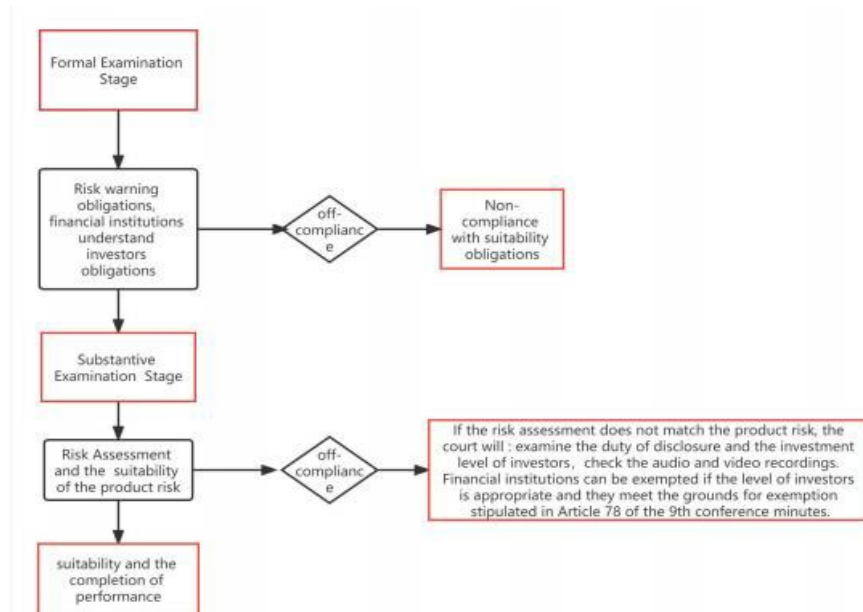 Formal Examination
Stage
Risk warning
obligations,
financial institutions
understand
investors
obligations
off-
complianc
e
Non-
compliance
with suitability
obligations
Substantive
Examination Stage
Risk Assessment
and the suitability
of the product risk
off-
complianc
e
If the risk assessment does not match the product risk, the
court will : examine the duty of disclosure and the investment
level of investors, check the audio and video recordings.
Financial institutions can be exempted if the level of investors
is appropriate and they meet the grounds for exemption
stipulated in Article 78 of the 9th conference minutes.
suitability and the
completion of
performance